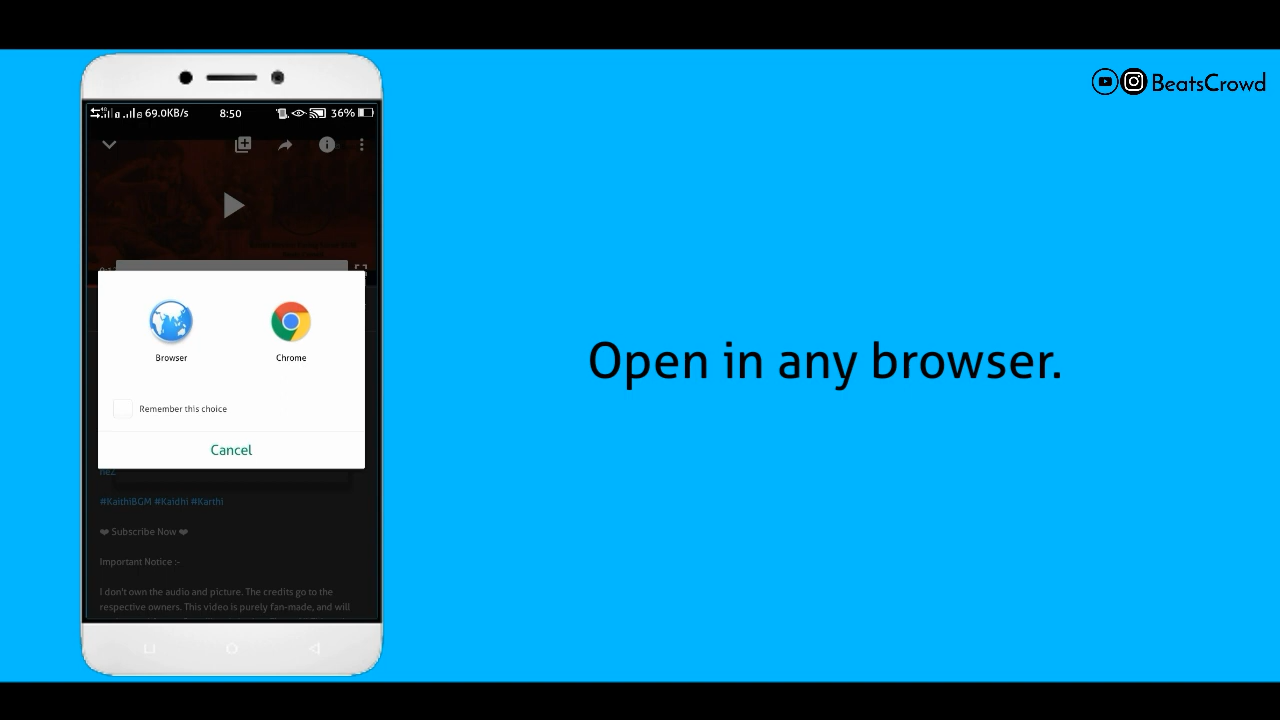 BeatsCrowd
69.0KB/s
8:50
36%
Browser
Chrome
Remember this choice
Cancel
#KaithiBGM #Kaidhi #Karthi
❤ Subscribe Now ❤
Important Notice :-
I don't own the audio and picture. The credits go to the
respective owners. This video is purely fan-made, and will
Open in any browser.